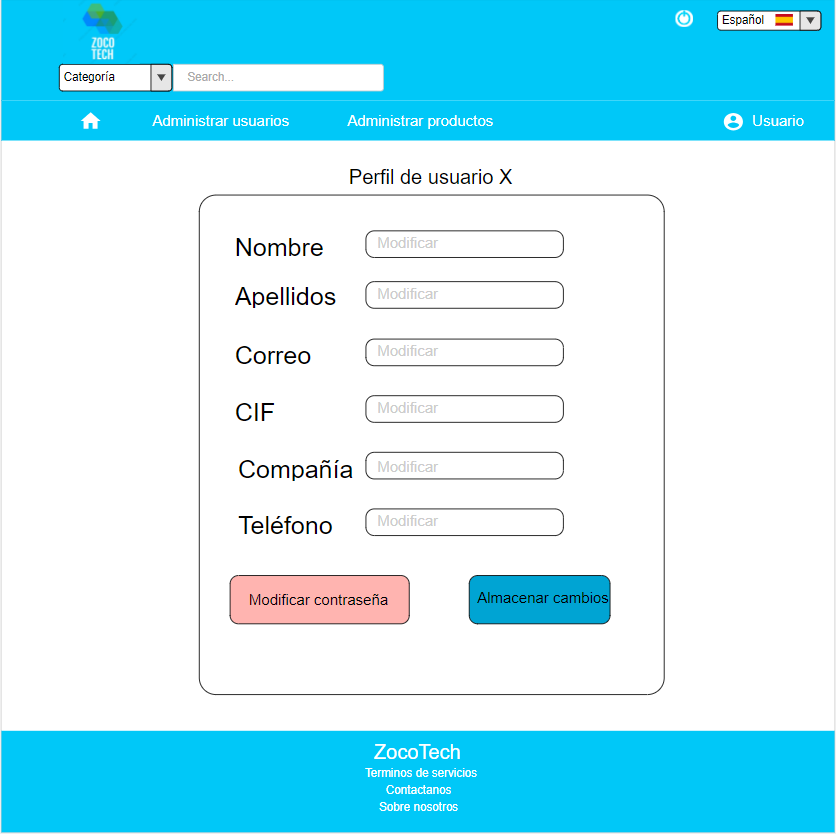 ZOCO
TECH
Español
Categoría
Search...
Administrar usuarios
Administrar productos
Usuario
Perfil de usuario X
Nombre
Modificar
Apellidos
Modificar
Correo
Modificar
CIF
Modificar
Compañía
Modificar
Teléfono
Modificar
Modificar contraseña
Almacenar cambios
ZocoTech
Terminos de servicios
Contactanos
Sobre nosotros